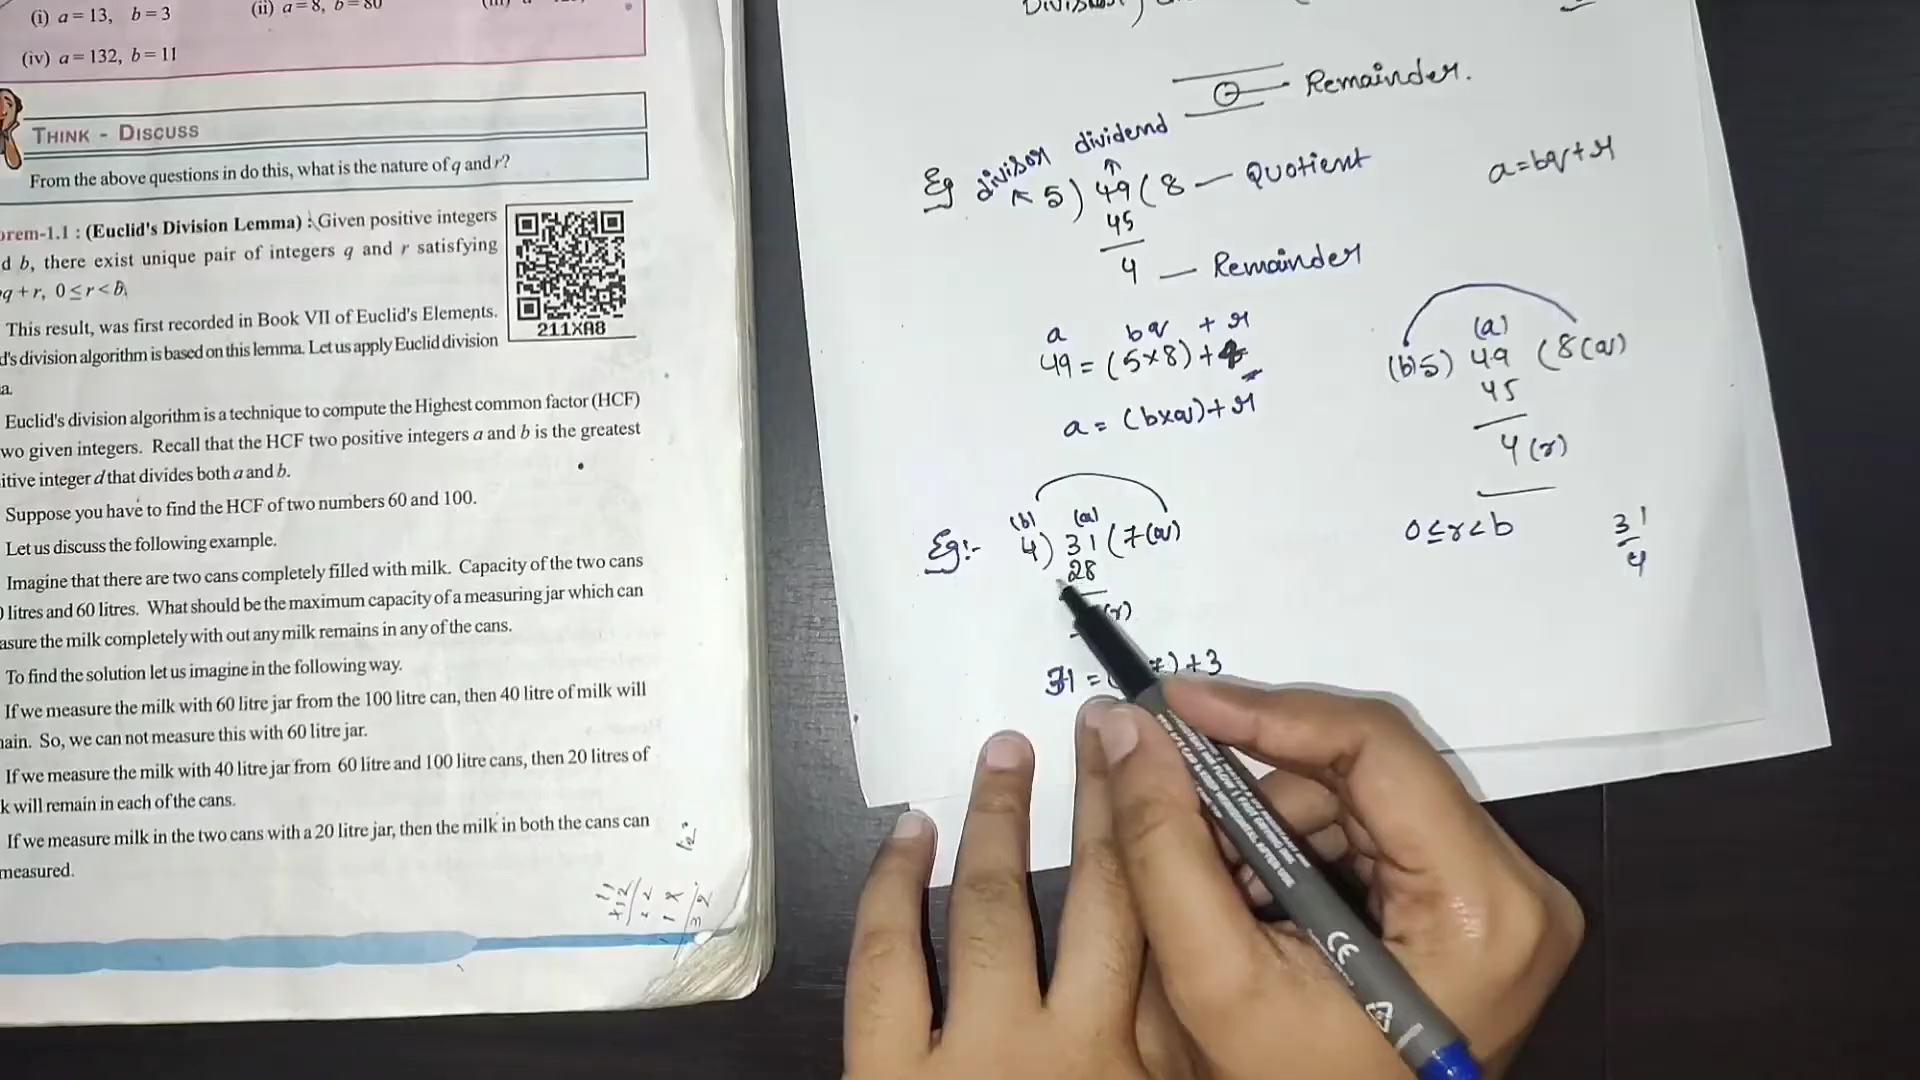 (i) a = 13, b = 3
(ii) a = 8, b = 80
(iv) a = 132, b = 11
THINK - DISCUSS
From the above questions in do this, what is the nature of q and r?
orem-1.1 : (Euclid's Division Lemma) : Given positive integers
d b, there exist unique pair of integers q and r satisfying
q + r, 0 ≤ r < b.
This result, was first recorded in Book VII of Euclid's Elements.
d's division algorithm is based on this lemma. Let us apply Euclid division
a.
211XA8
Euclid's division algorithm is a technique to compute the Highest common factor (HCF)
wo given integers. Recall that the HCF two positive integers a and b is the greatest
itive integer d that divides both a and b.
Suppose you have to find the HCF of two numbers 60 and 100.
Let us discuss the following example.
Imagine that there are two cans completely filled with milk. Capacity of the two cans
0 litres and 60 litres. What should be the maximum capacity of a measuring jar which can
asure the milk completely with out any milk remains in any of the cans.
To find the solution let us imagine in the following way.
If we measure the milk with 60 litre jar from the 100 litre can, then 40 litre of milk will
nain. So, we can not measure this with 60 litre jar.
If we measure the milk with 40 litre jar from 60 litre and 100 litre cans, then 20 litres of
k will remain in each of the cans.
If we measure milk in the two cans with a 20 litre jar, then the milk in both the cans can
measured.
Remainder.
Eg divisor dividend
5) 49 (8 — Quotient
45
4 — Remainder
a = bq + r
a bq + r
49 = (5×8) + 4
a = (b×q) + r
(a)
(b)5) 49 (8(q)
45
4 (r)
0 ≤ r < b
31
4
(b) (a)
Eg:- 4) 31 (7(q)
28
(r)
31 = ( 7) + 3
CE